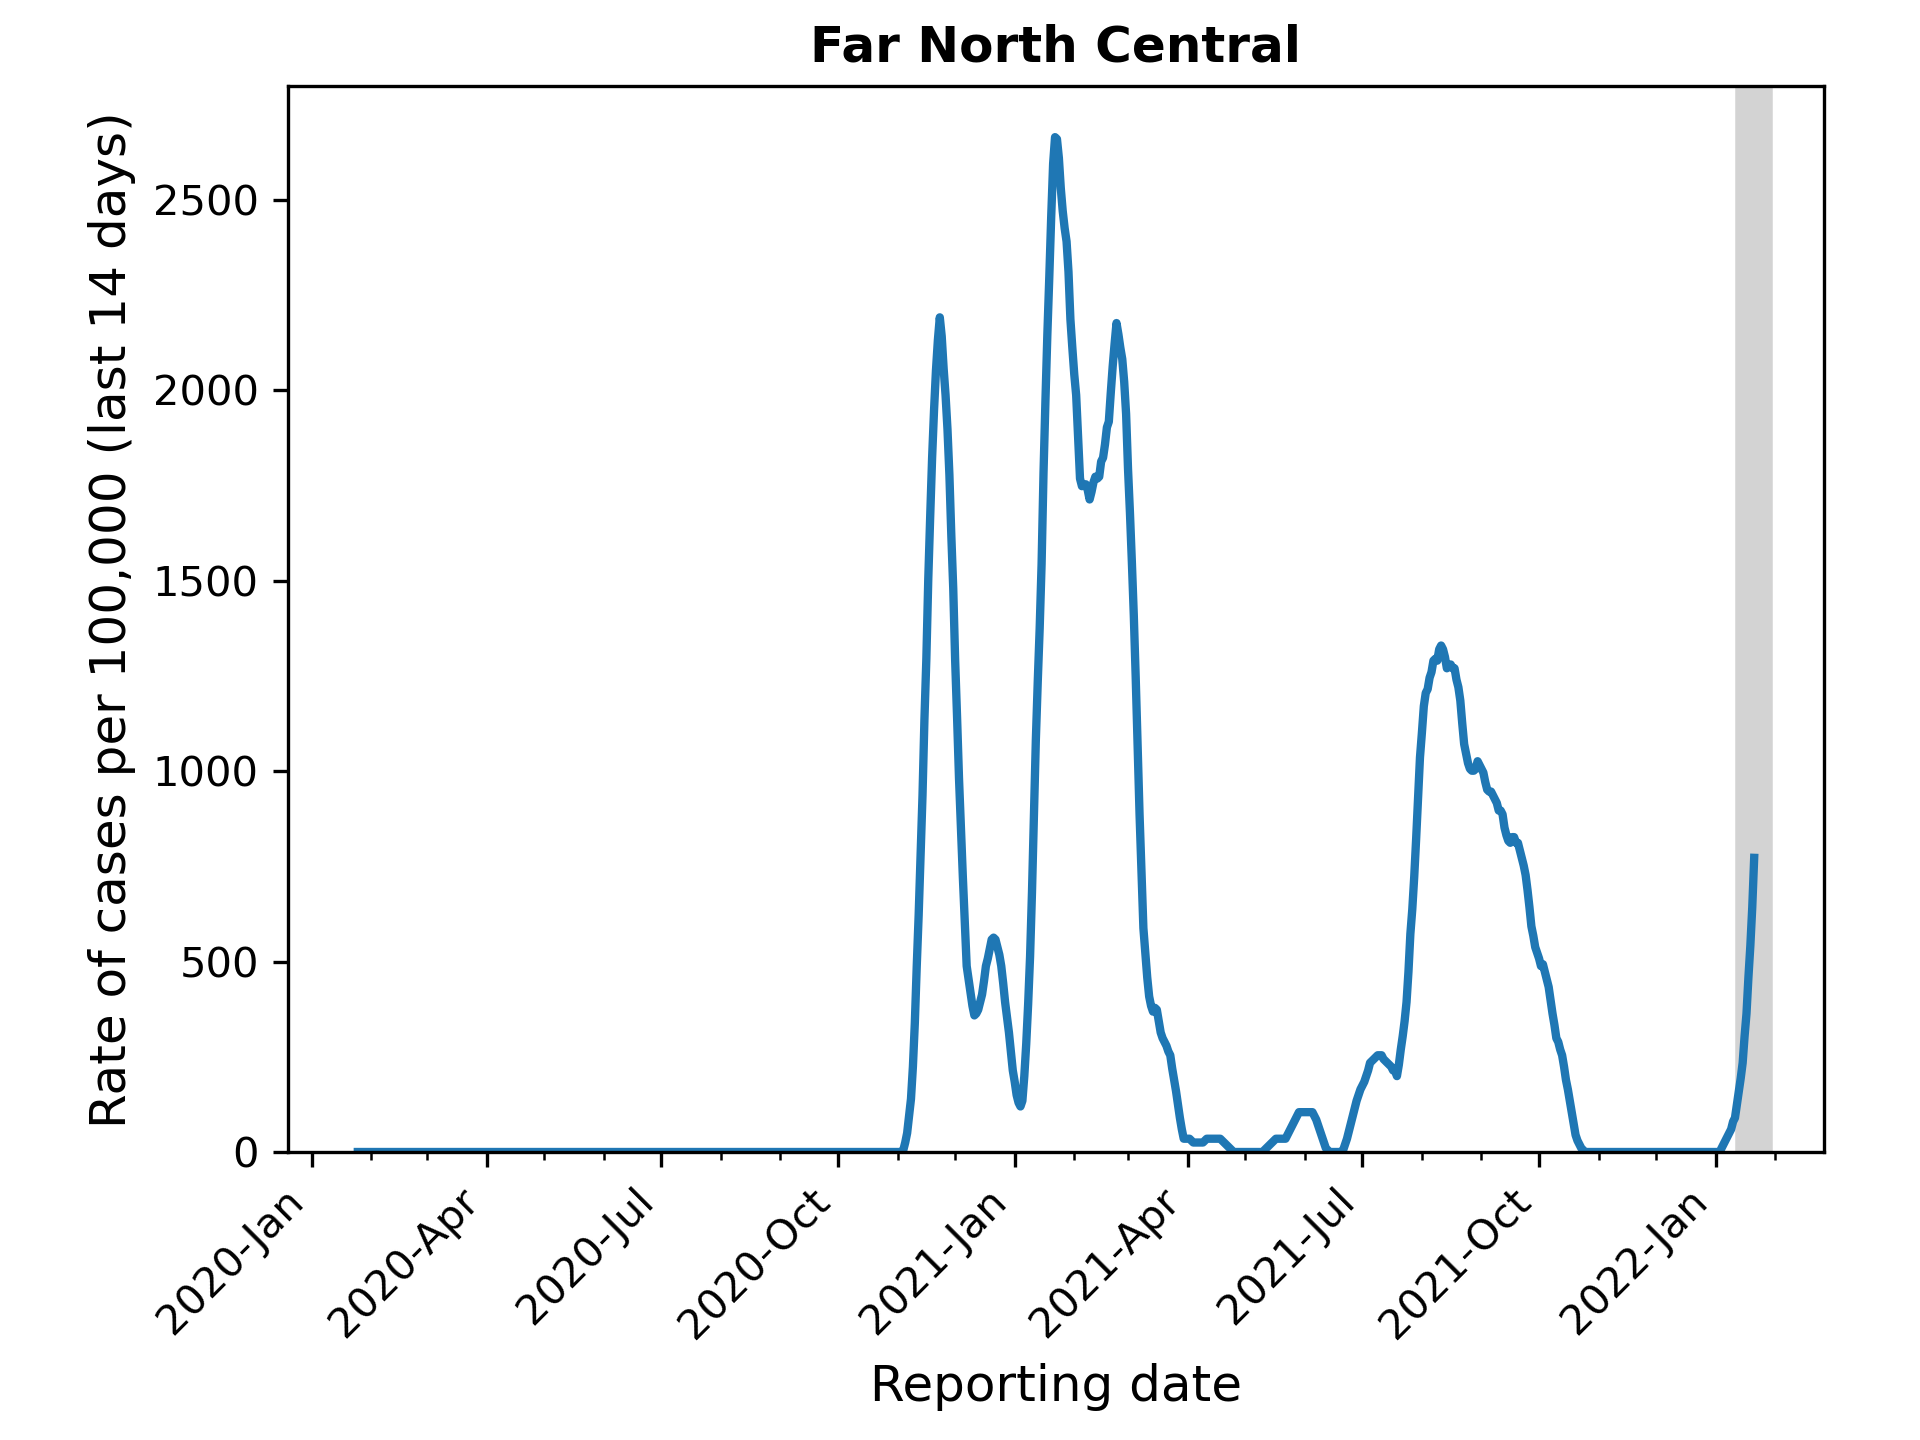 Far North Central
Rate of cases per 100,000 (last 14 days)
2500
2000
1500
1000
500
0
2020-Jan
2020-Apr
2020-Jul
2020-Oct
2021-Jan
2021-Apr
2021-Jul
2021-Oct
2022-Jan
Reporting date